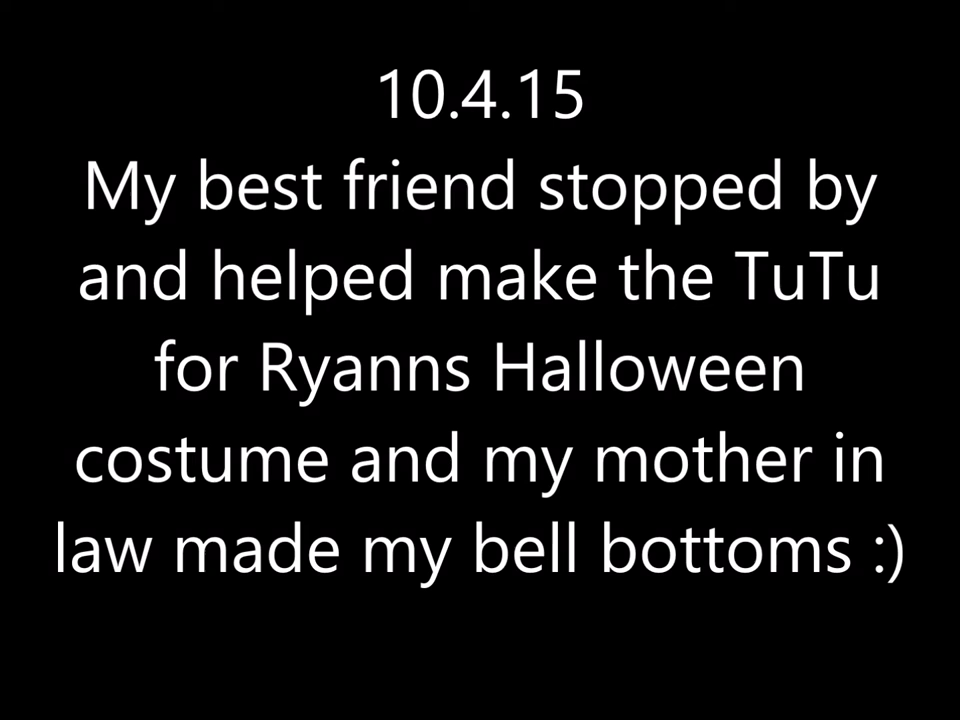 10.4.15
My best friend stopped by
and helped make the TuTu
for Ryanns Halloween
costume and my mother in
law made my bell bottoms :)